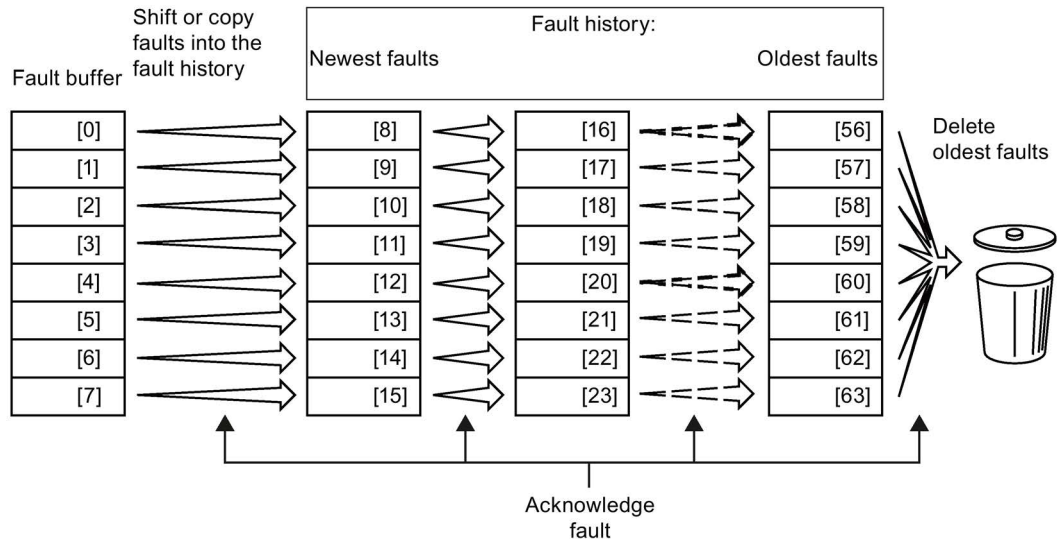 Shift or copy
faults into the
fault history
Fault history:
Newest faults
Oldest faults
Fault buffer
[0]
[8]
[16]
[56]
[1]
[9]
[17]
[57]
[2]
[10]
[18]
[58]
[3]
[11]
[19]
[59]
[4]
[12]
[20]
[60]
[5]
[13]
[21]
[61]
[6]
[14]
[22]
[62]
[7]
[15]
[23]
[63]
Delete
oldest faults
Acknowledge
fault